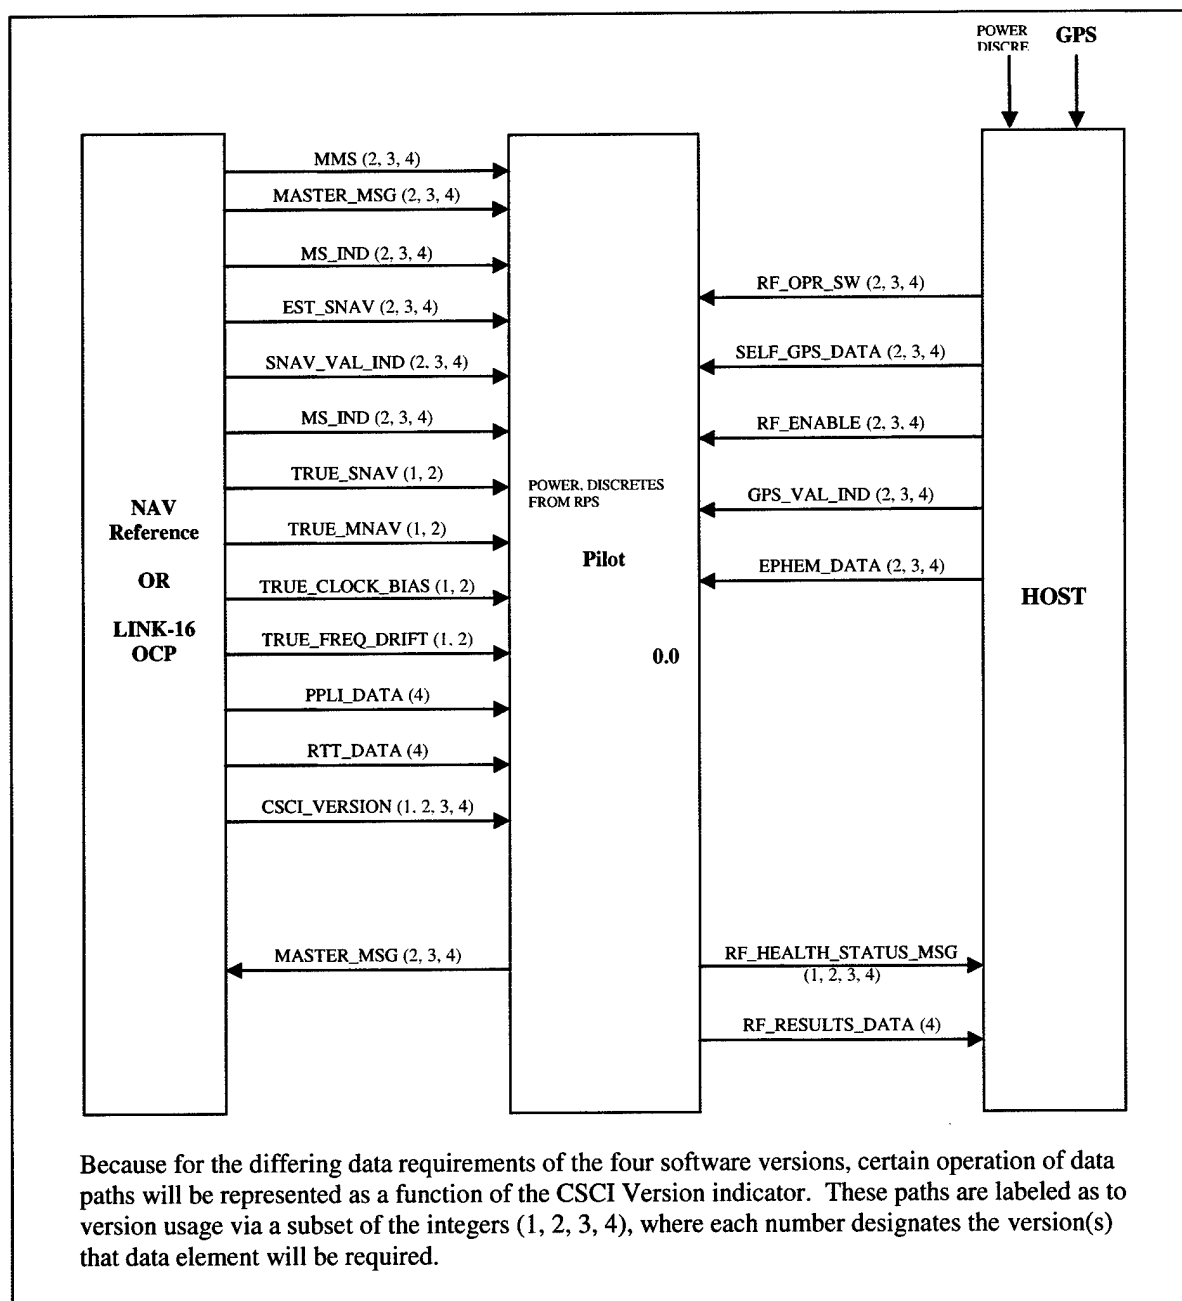 POWER
DISCRE
GPS
MMS (2, 3, 4)
MASTER_MSG (2, 3, 4)
MS_IND (2, 3, 4)
EST_SNAV (2, 3, 4)
SNAV_VAL_IND (2, 3, 4)
MS_IND (2, 3, 4)
TRUE_SNAV (1, 2)
TRUE_MNAV (1, 2)
TRUE_CLOCK_BIAS (1, 2)
TRUE_FREQ_DRIFT (1, 2)
PPLI_DATA (4)
RTT_DATA (4)
CSCI_VERSION (1, 2, 3, 4)
MASTER_MSG (2, 3, 4)
NAV
Reference
OR
LINK-16
OCP
POWER, DISCRETES
FROM RPS
Pilot
0.0
RF_OPR_SW (2, 3, 4)
SELF_GPS_DATA (2, 3, 4)
RF_ENABLE (2, 3, 4)
GPS_VAL_IND (2, 3, 4)
EPHEM_DATA (2, 3, 4)
RF_HEALTH_STATUS_MSG
(1, 2, 3, 4)
RF_RESULTS_DATA (4)
HOST
Because for the differing data requirements of the four software versions, certain operation of data
paths will be represented as a function of the CSCI Version indicator. These paths are labeled as to
version usage via a subset of the integers (1, 2, 3, 4), where each number designates the version(s)
that data element will be required.